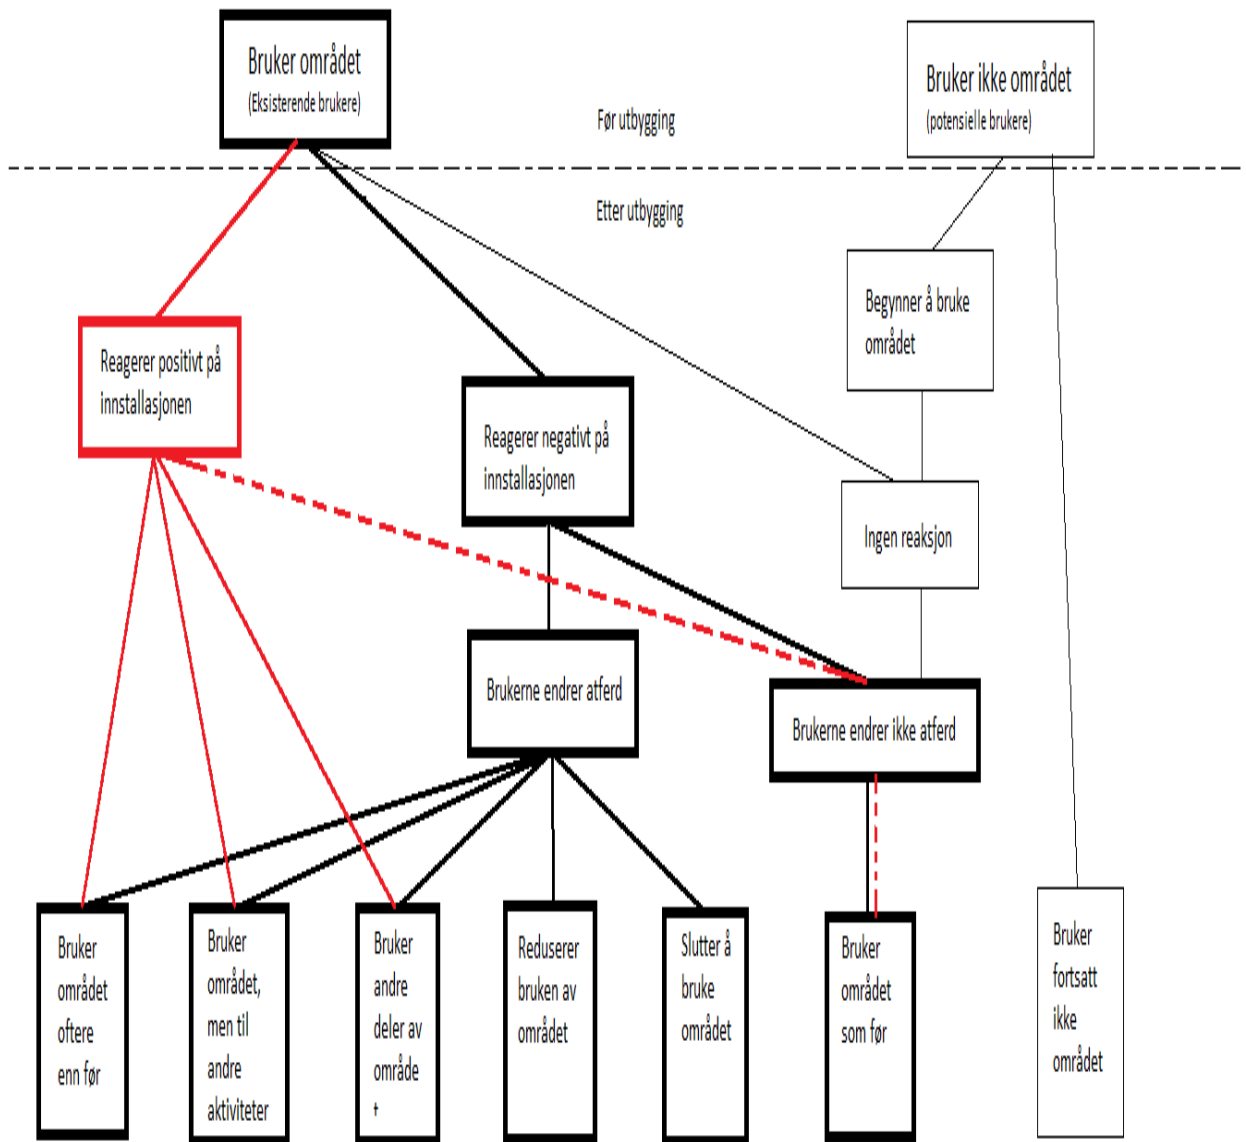 Bruker området
(Eksisterende brukere)
Bruker ikke området
(potensielle brukere)
Før utbygging
Etter utbygging
Begynner å bruke
området
Reagerer positivt på
innstallasjonen
Reagerer negativt på
innstallasjonen
Ingen reaksjon
Brukerne endrer atferd
Brukerne endrer ikke atferd
Bruker
området
oftere
enn før
Bruker
området,
men til
andre
aktiviteter
Bruker
andre
deler av
område
t
Reduserer
bruken av
området
Slutter å
bruke
området
Bruker
området
som før
Bruker
fortsatt
ikke
området